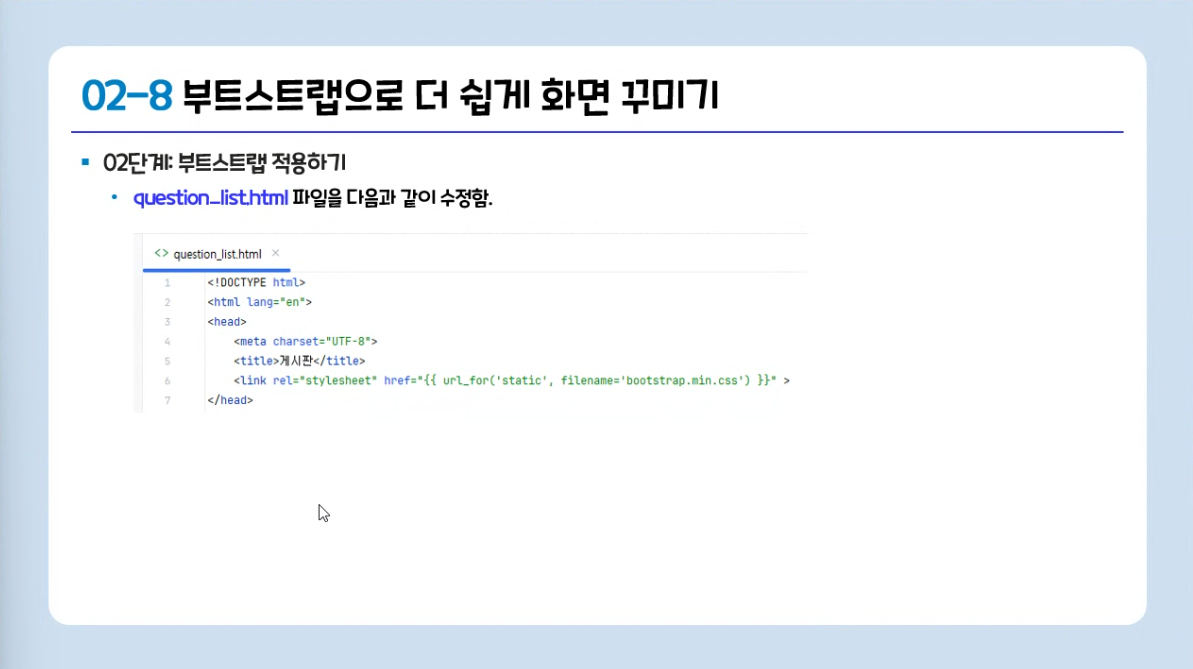 02-8 부트스트랩으로 더 쉽게 화면 꾸미기
02단계: 부트스트랩 적용하기
question_list.html 파일을 다음과 같이 수정함.
<> question_list.html ×
1 <!DOCTYPE html>
2 <html lang="en">
3 <head>
4     <meta charset="UTF-8">
5     <title>게시판</title>
6     <link rel="stylesheet" href="{{ url_for('static', filename='bootstrap.min.css') }}" >
7 </head>